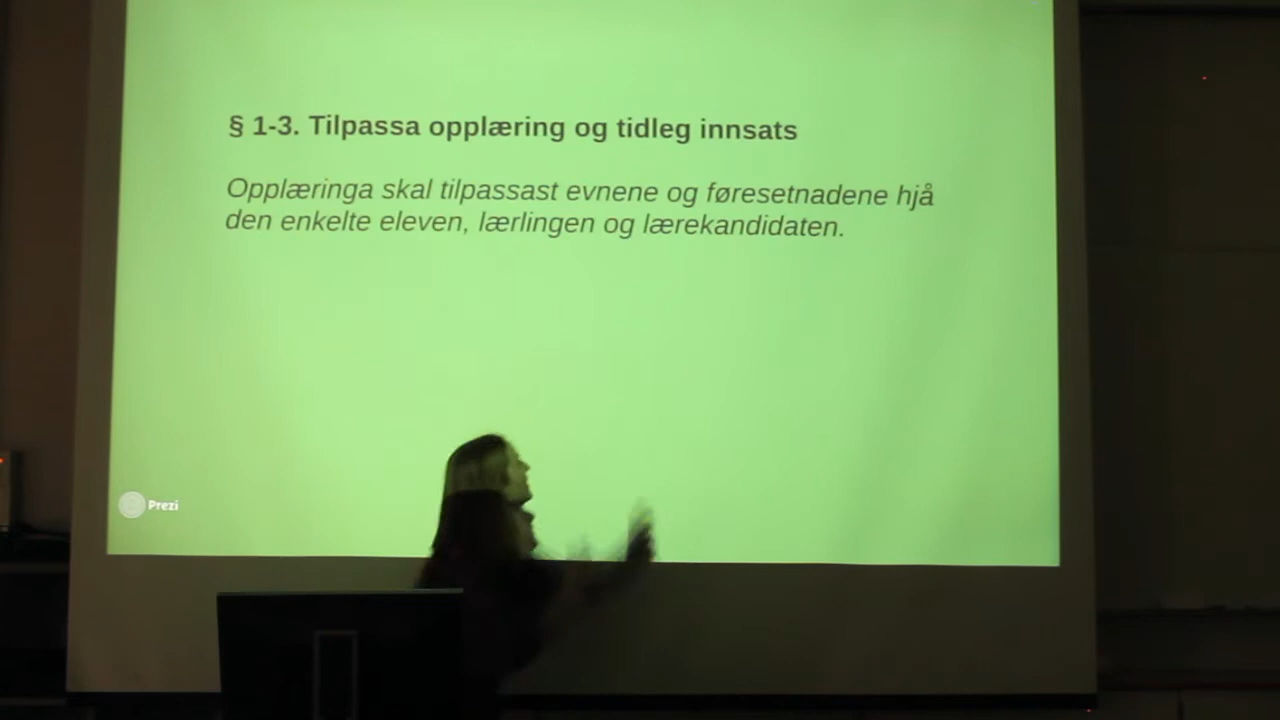 § 1-3. Tilpassa opplæring og tidleg innsats
Opplæringa skal tilpassast evnene og føresetnadene hjå
den enkelte eleven, lærlingen og lærekandidaten.
Prezi